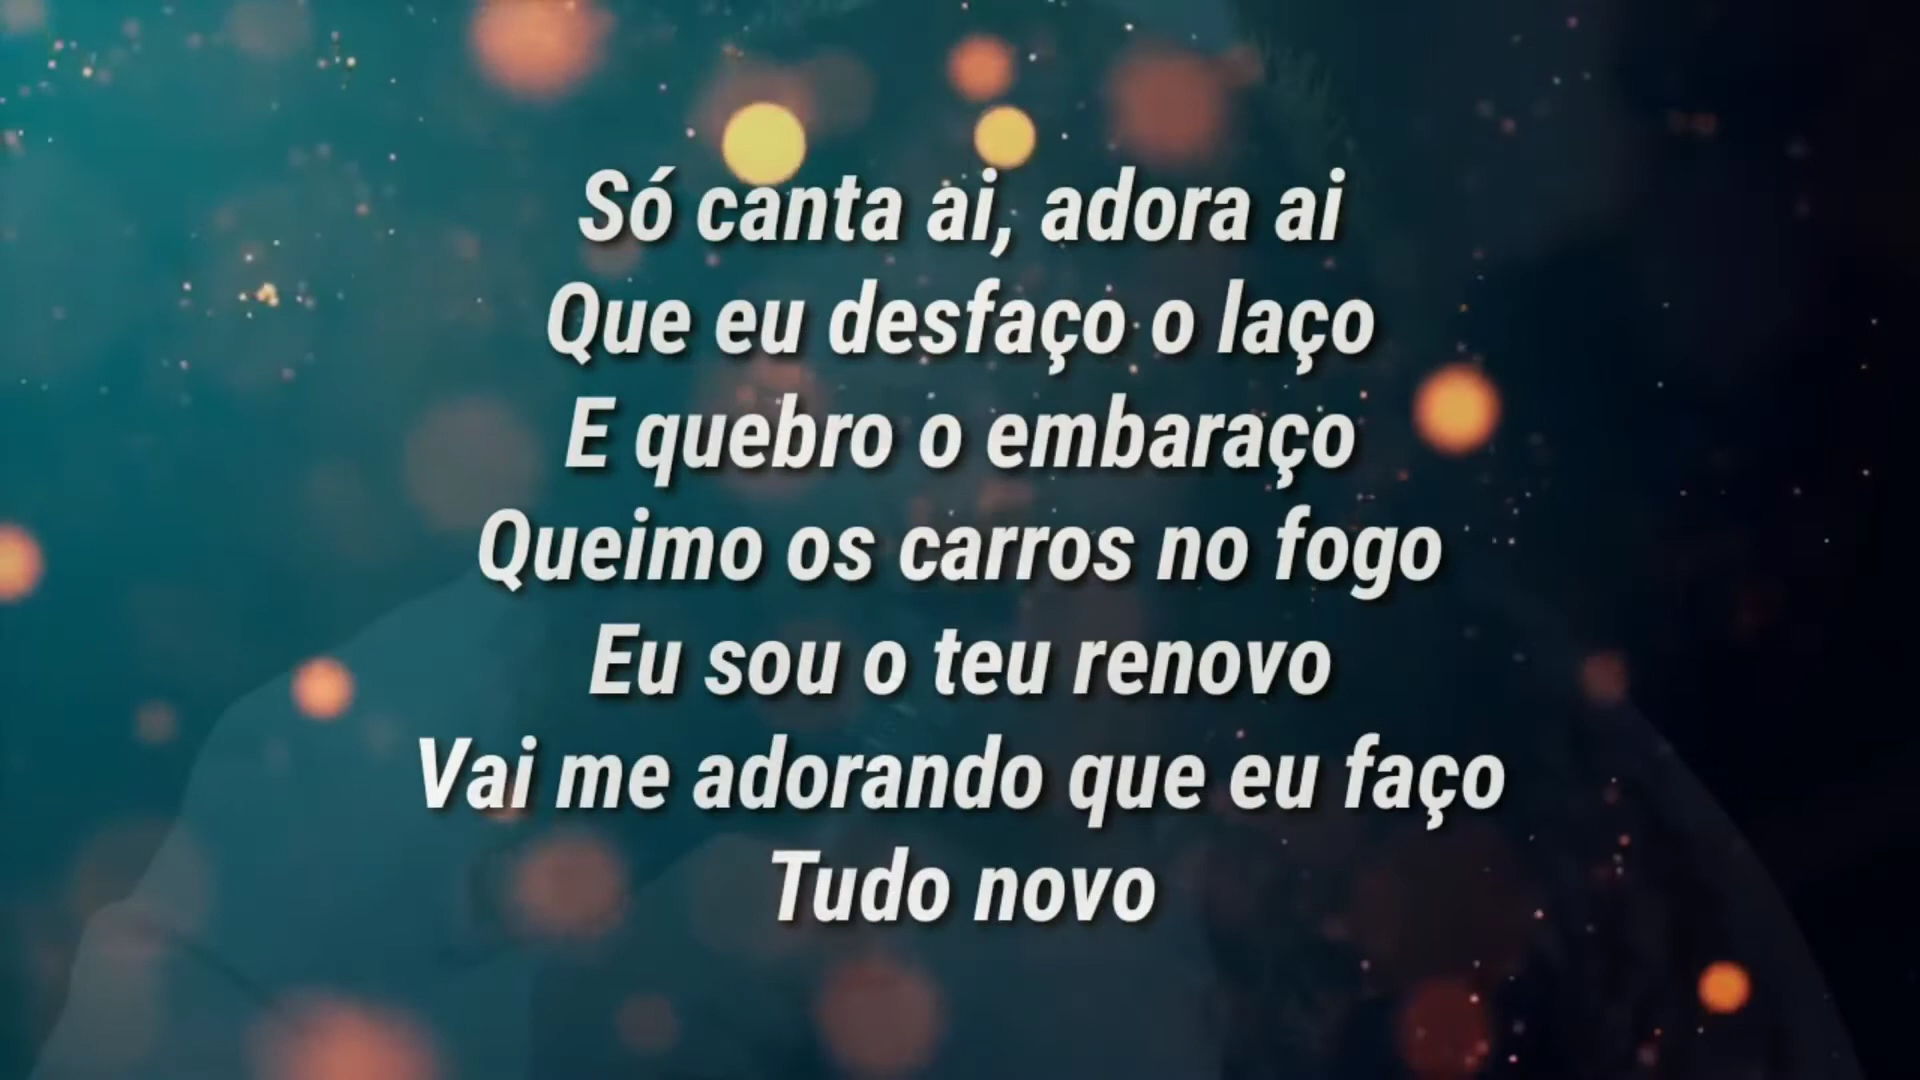 Só canta ai, adora ai
Que eu desfaço o laço
E quebro o embaraço
Queimo os carros no fogo
Eu sou o teu renovo
Vai me adorando que eu faço
Tudo novo